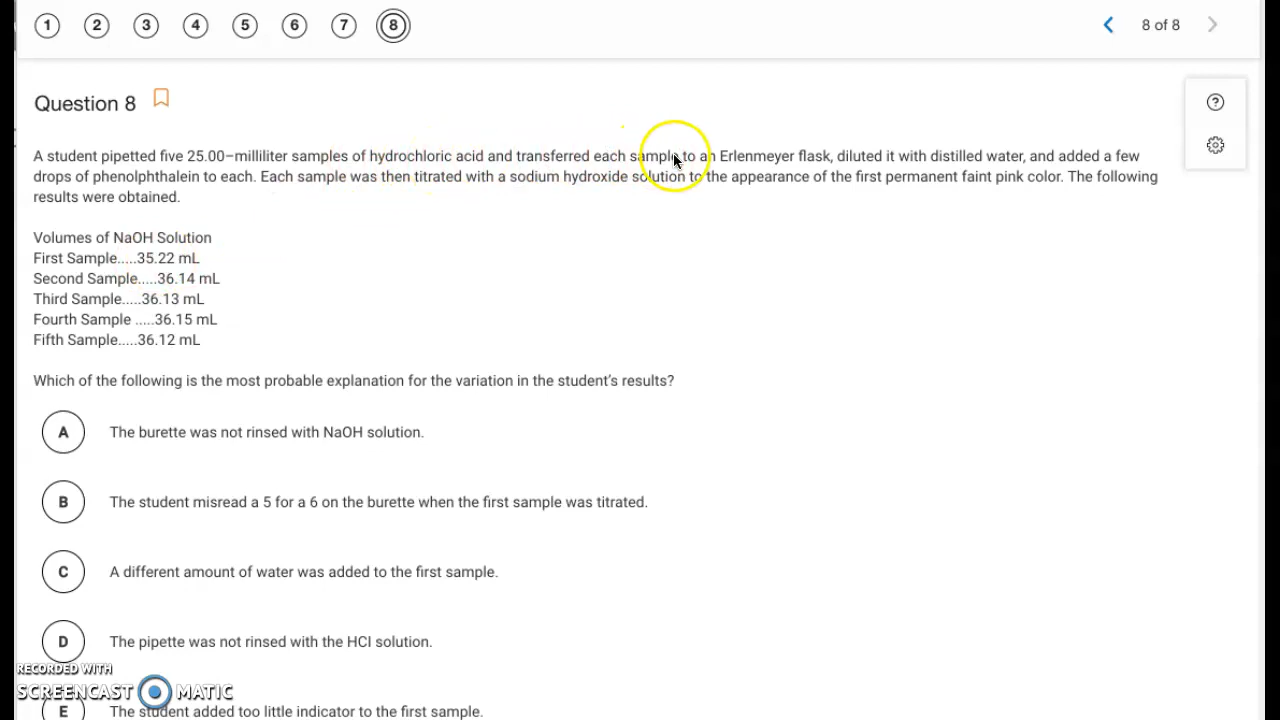 1 2 3 4 5 6 7 8 8 of 8
Question 8
A student pipetted five 25.00–milliliter samples of hydrochloric acid and transferred each sample to an Erlenmeyer flask, diluted it with distilled water, and added a few
drops of phenolphthalein to each. Each sample was then titrated with a sodium hydroxide solution to the appearance of the first permanent faint pink color. The following
results were obtained.
Volumes of NaOH Solution
First Sample.....35.22 mL
Second Sample.....36.14 mL
Third Sample.....36.13 mL
Fourth Sample .....36.15 mL
Fifth Sample.....36.12 mL
Which of the following is the most probable explanation for the variation in the student's results?
A The burette was not rinsed with NaOH solution.
B The student misread a 5 for a 6 on the burette when the first sample was titrated.
C A different amount of water was added to the first sample.
D The pipette was not rinsed with the HCl solution.
RECORDED WITH
SCREENCAST MATIC
E The student added too little indicator to the first sample.